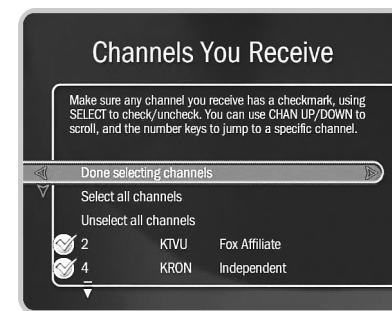 Channels You Receive
Make sure any channel you receive has a checkmark, using
SELECT to check/uncheck. You can use CHAN UP/DOWN to
scroll, and the number keys to jump to a specific channel.
Done selecting channels
Select all channels
Unselect all channels
2 KTVU Fox Affiliate
4 KRON Independent